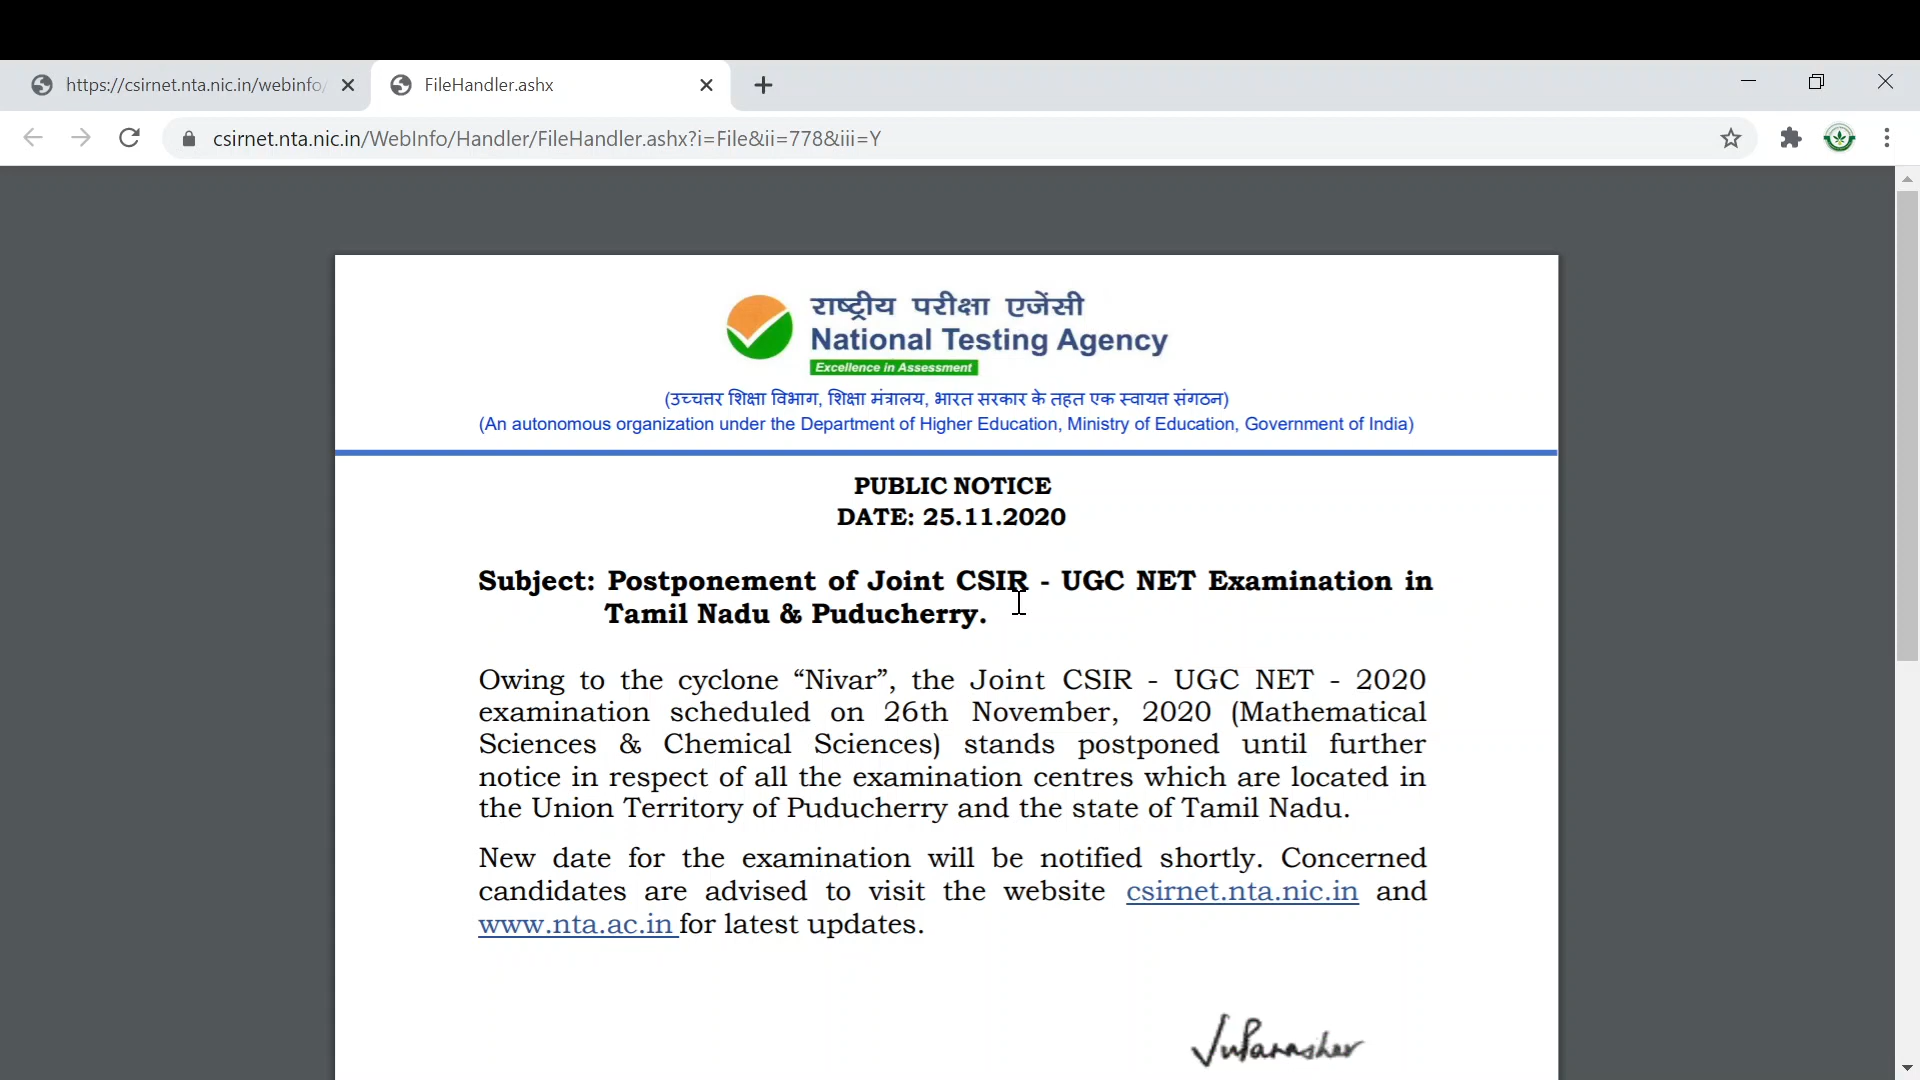 https://csirnet.nta.nic.in/webinfo/
FileHandler.ashx
csirnet.nta.nic.in/WebInfo/Handler/FileHandler.ashx?i=File&ii=778&iii=Y
राष्ट्रीय परीक्षा एजेंसी
National Testing Agency
Excellence in Assessment
(उच्चत्तर शिक्षा विभाग, शिक्षा मंत्रालय, भारत सरकार के तहत एक स्वायत्त संगठन)
(An autonomous organization under the Department of Higher Education, Ministry of Education, Government of India)
PUBLIC NOTICE
DATE: 25.11.2020
Subject: Postponement of Joint CSIR - UGC NET Examination in
Tamil Nadu & Puducherry.
Owing to the cyclone “Nivar”, the Joint CSIR - UGC NET - 2020
examination scheduled on 26th November, 2020 (Mathematical
Sciences & Chemical Sciences) stands postponed until further
notice in respect of all the examination centres which are located in
the Union Territory of Puducherry and the state of Tamil Nadu.
New date for the examination will be notified shortly. Concerned
candidates are advised to visit the website csirnet.nta.nic.in and
www.nta.ac.in for latest updates.